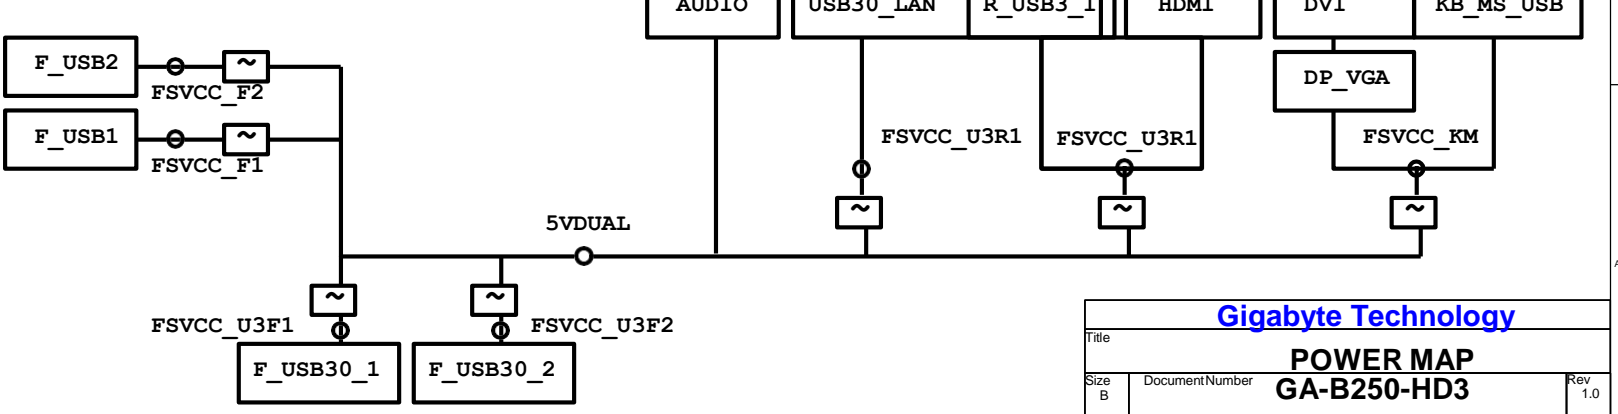 AUDIO
USB30_LAN
R_USB3_1
HDMI
DVI
KB_MS_USB
F_USB2
~
FSVCC_F2
DP_VGA
F_USB1
~
FSVCC_F1
FSVCC_U3R1
FSVCC_U3R1
FSVCC_KM
~
~
~
5VDUAL
~
~
FSVCC_U3F1
FSVCC_U3F2
F_USB30_1
F_USB30_2
Gigabyte Technology
Title
POWER MAP
Size
B
Document Number
GA-B250-HD3
Rev
1.0
A